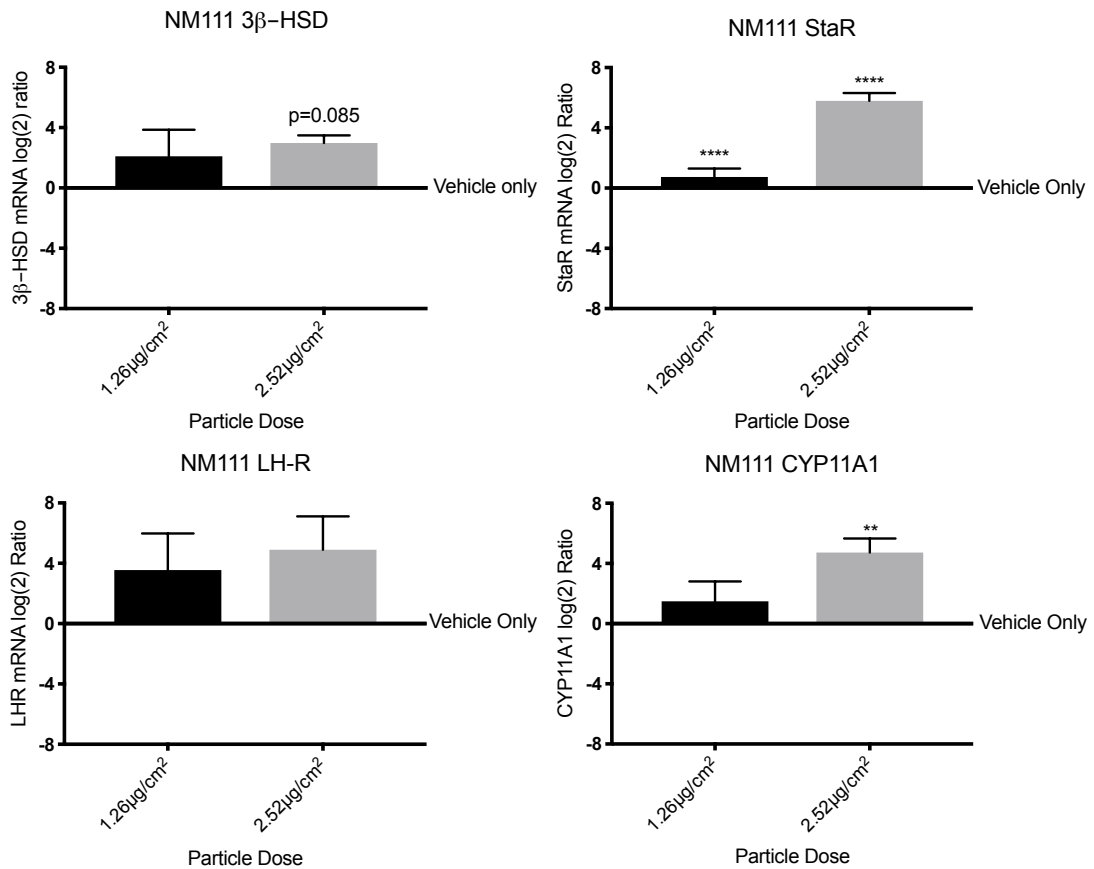 NM111 3β−HSD
3β−HSD mRNA log(2) ratio
8
4
0
-4
-8
p=0.085
Vehicle only
1.26µg/cm²
2.52µg/cm²
Particle Dose
NM111 StaR
StaR mRNA log(2) Ratio
8
4
0
-4
-8
****
****
Vehicle Only
1.26µg/cm²
2.52µg/cm²
Particle Dose
NM111 LH-R
LHR mRNA log(2) Ratio
8
4
0
-4
-8
Vehicle Only
1.26µg/cm²
2.52µg/cm²
Particle Dose
NM111 CYP11A1
CYP11A1 log(2) Ratio
8
4
0
-4
-8
**
Vehicle Only
1.26µg/cm²
2.52µg/cm²
Particle Dose